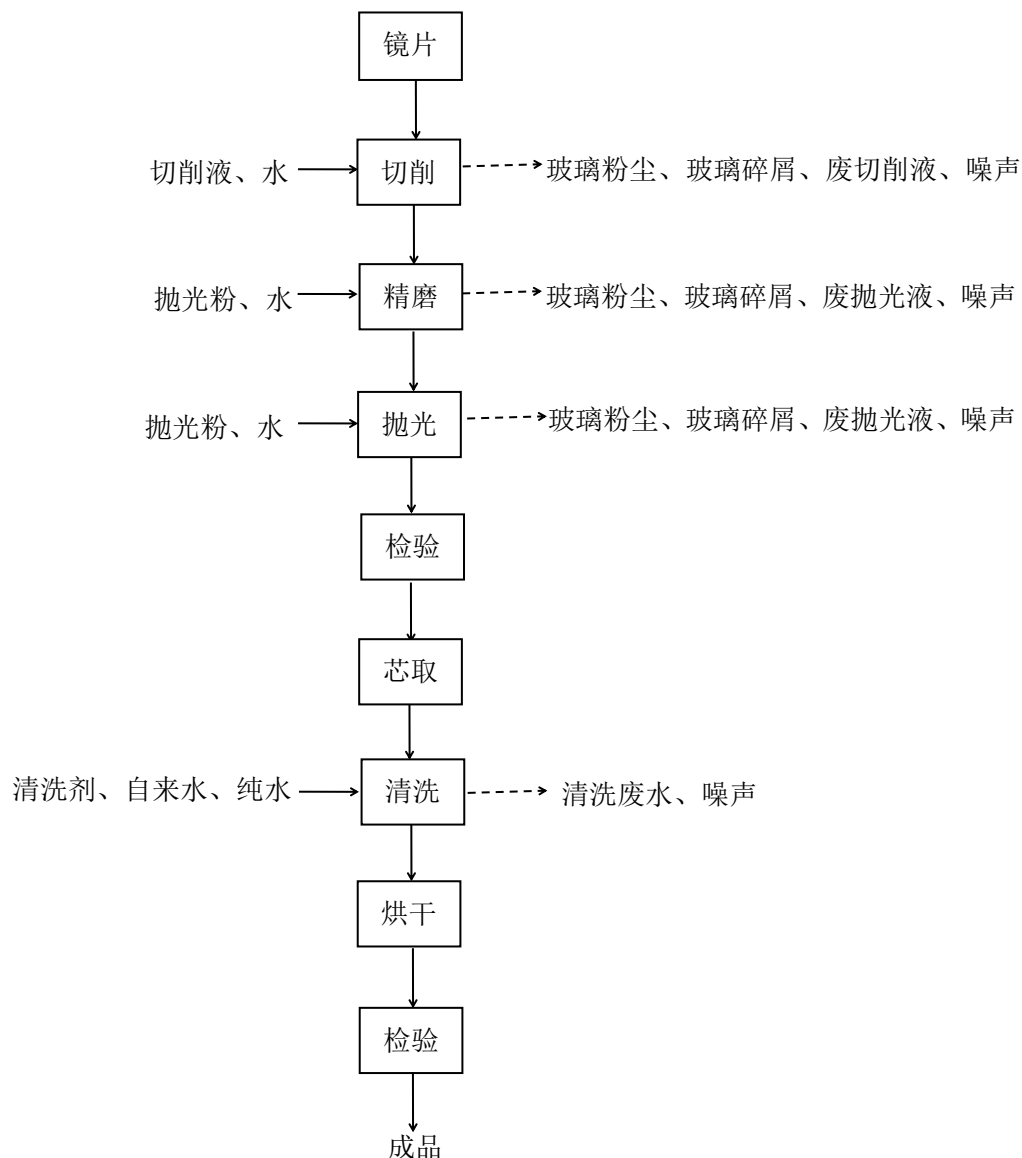 镜片
切削液、水
切削
玻璃粉尘、玻璃碎屑、废切削液、噪声
抛光粉、水
精磨
玻璃粉尘、玻璃碎屑、废抛光液、噪声
抛光粉、水
抛光
玻璃粉尘、玻璃碎屑、废抛光液、噪声
检验
芯取
清洗剂、自来水、纯水
清洗
清洗废水、噪声
烘干
检验
成品